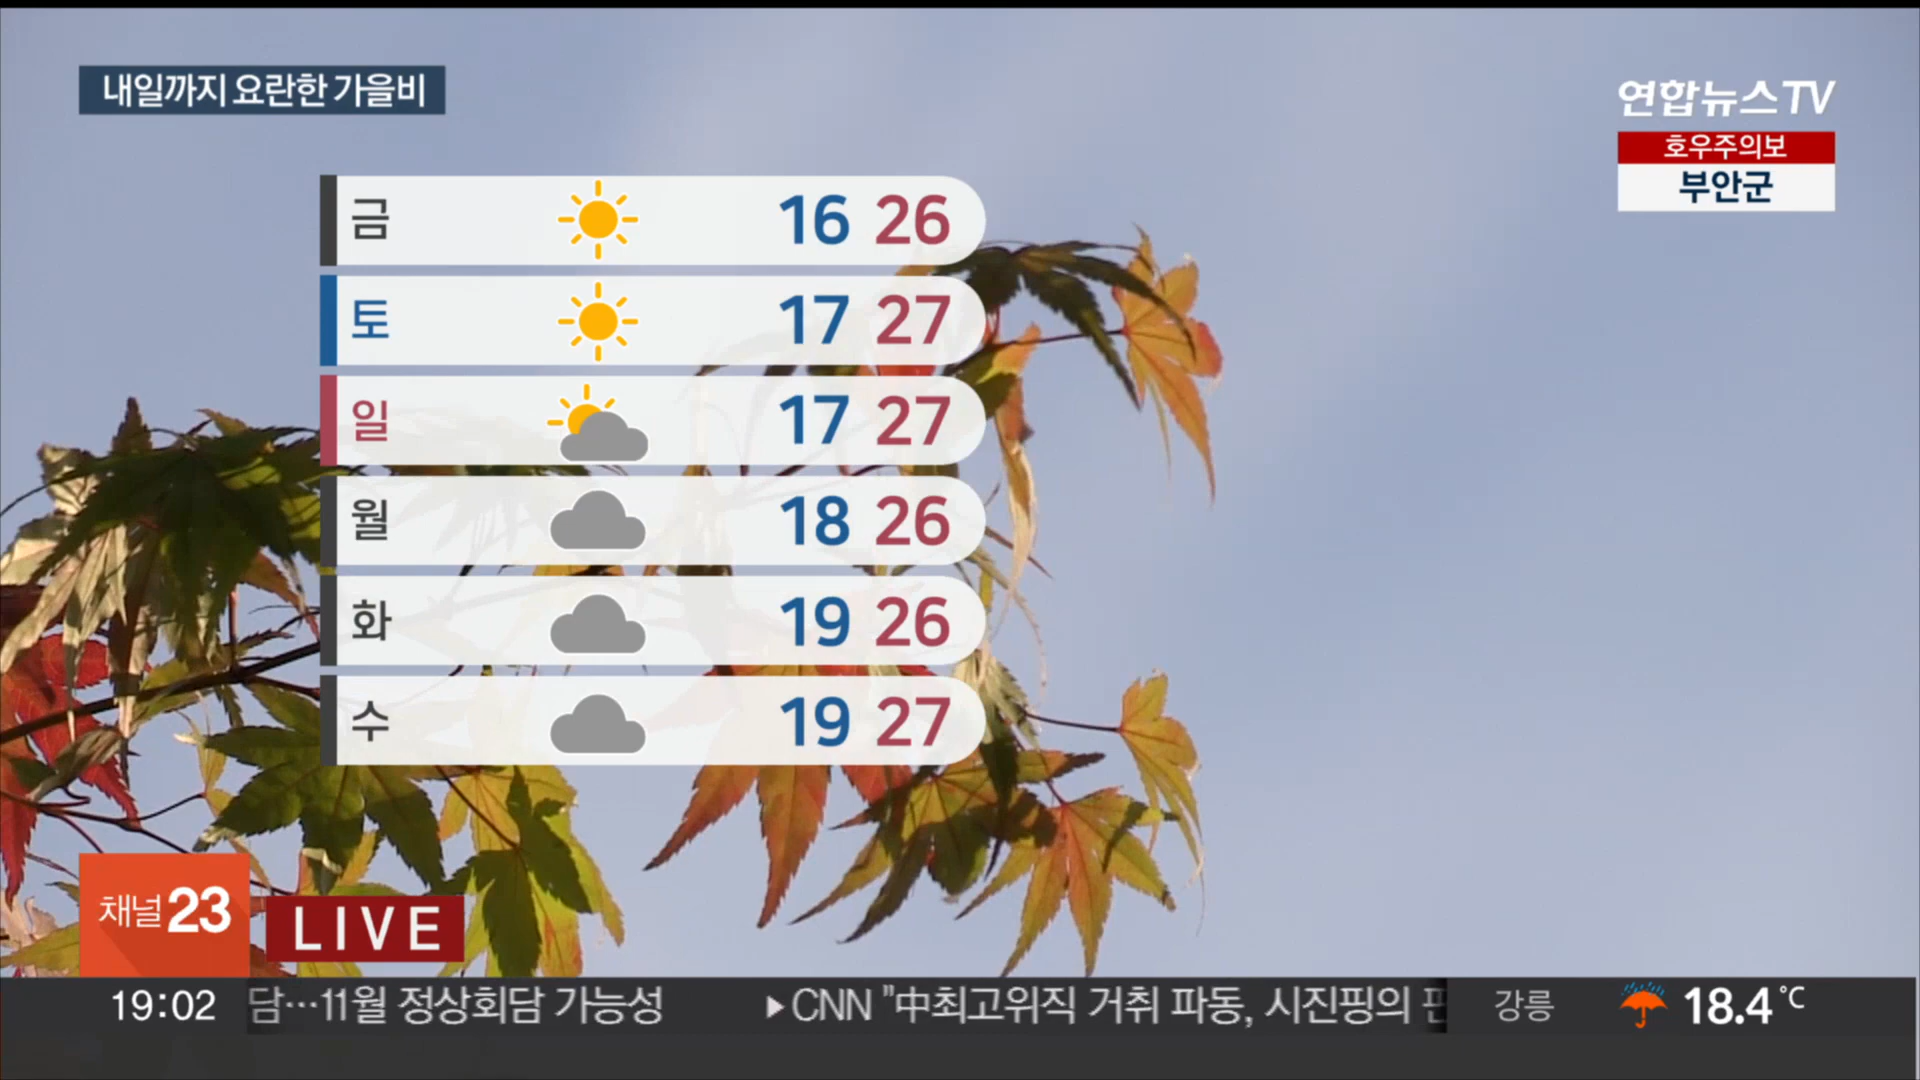 내일까지 요란한 가을비
연합뉴스TV
호우주의보
부안군
금 16 26
토 17 27
일 17 27
월 18 26
화 19 26
수 19 27
채널 23
LIVE
19:02 담…11월 정상회담 가능성 ▶CNN "中최고위직 거취 파동, 시진핑의 강릉 18.4℃